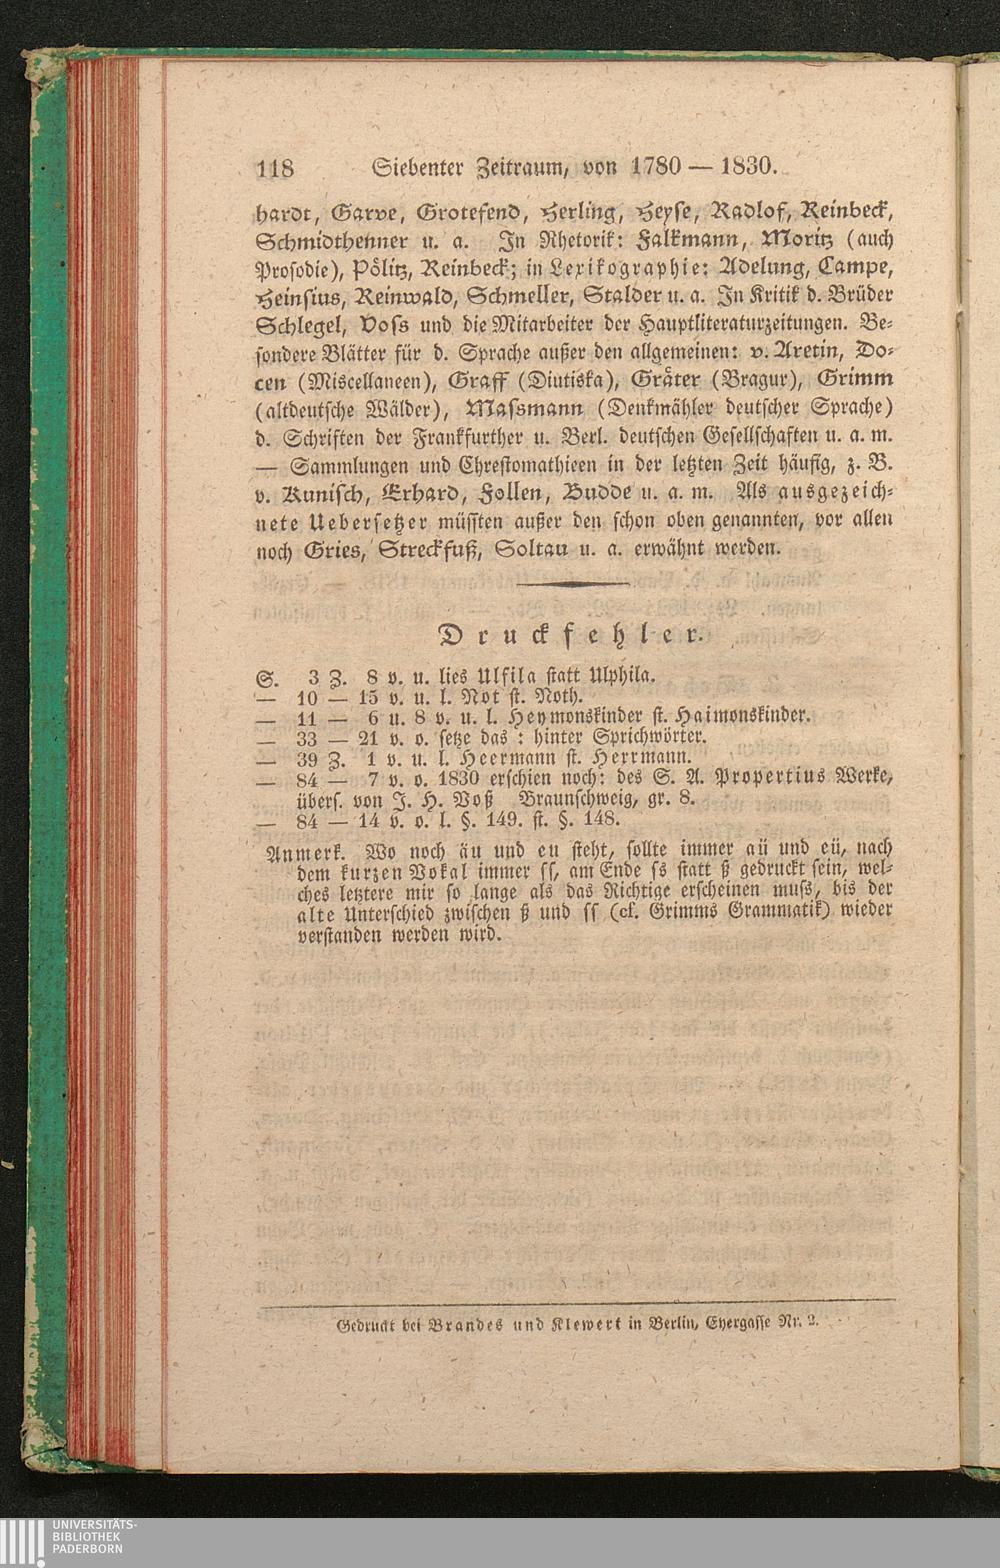 118 Siebenter Zeitraum, von 1780 — 1830.
hardt, Garve, Grotefend, Herling, Heyse, Radlof, Reinbeck,
Schmidthenner u. a. In Rhetorik: Falkmann, Moritz (auch
Prosodie), Pölitz, Reinbeck; in Lexikographie: Adelung, Campe,
Heinsius, Reinwald, Schmeller, Stalder u. a. In Kritik d. Brüder
Schlegel, Voss und die Mitarbeiter der Hauptliteraturzeitungen. Be-
sondere Blätter für d. Sprache außer den allgemeinen: v. Aretin, Do-
cen (Miscellaneen), Graff (Diutiska), Gräter (Bragur), Grimm
(altdeutsche Wälder), Massmann (Denkmähler deutscher Sprache)
d. Schriften der Frankfurther u. Berl. deutschen Gesellschaften u. a. m.
— Sammlungen und Chrestomathieen in der letzten Zeit häufig, z. B.
v. Kunisch, Erhard, Follen, Budde u. a. m. Als ausgezeich-
nete Uebersetzer müssten außer den schon oben genannten, vor allen
noch Gries, Streckfuß, Soltau u. a. erwähnt werden.
Druckfehler.
S. 3 Z. 8 v. u. lies Ulfila statt Ulphila.
— 10 — 15 v. u. l. Not st. Noth.
— 11 — 6 u. 8 v. u. l. Heymonskinder st. Haimonskinder.
— 33 — 21 v. o. setze das : hinter Sprichwörter.
— 39 Z. 1 v. u. l. Heermann st. Herrmann.
— 84 — 7 v. o. 1830 erschien noch: des S. A. Propertius Werke,
übers. von J. H. Voß Braunschweig, gr. 8.
— 84 — 14 v. o. l. §. 149. st. §. 148.
Anmerk. Wo noch äu und eu steht, sollte immer aü und eü, nach
dem kurzen Vokal immer ss, am Ende ss statt ß gedruckt sein, wel-
ches letztere mir so lange als das Richtige erscheinen muss, bis der
alte Unterschied zwischen ß und ss (cf. Grimms Grammatik) wieder
verstanden werden wird.
Gedruckt bei Brandes und Klewert in Berlin, Eyergasse Nr. 2.
UNIVERSITÄTS-
BIBLIOTHEK
PADERBORN